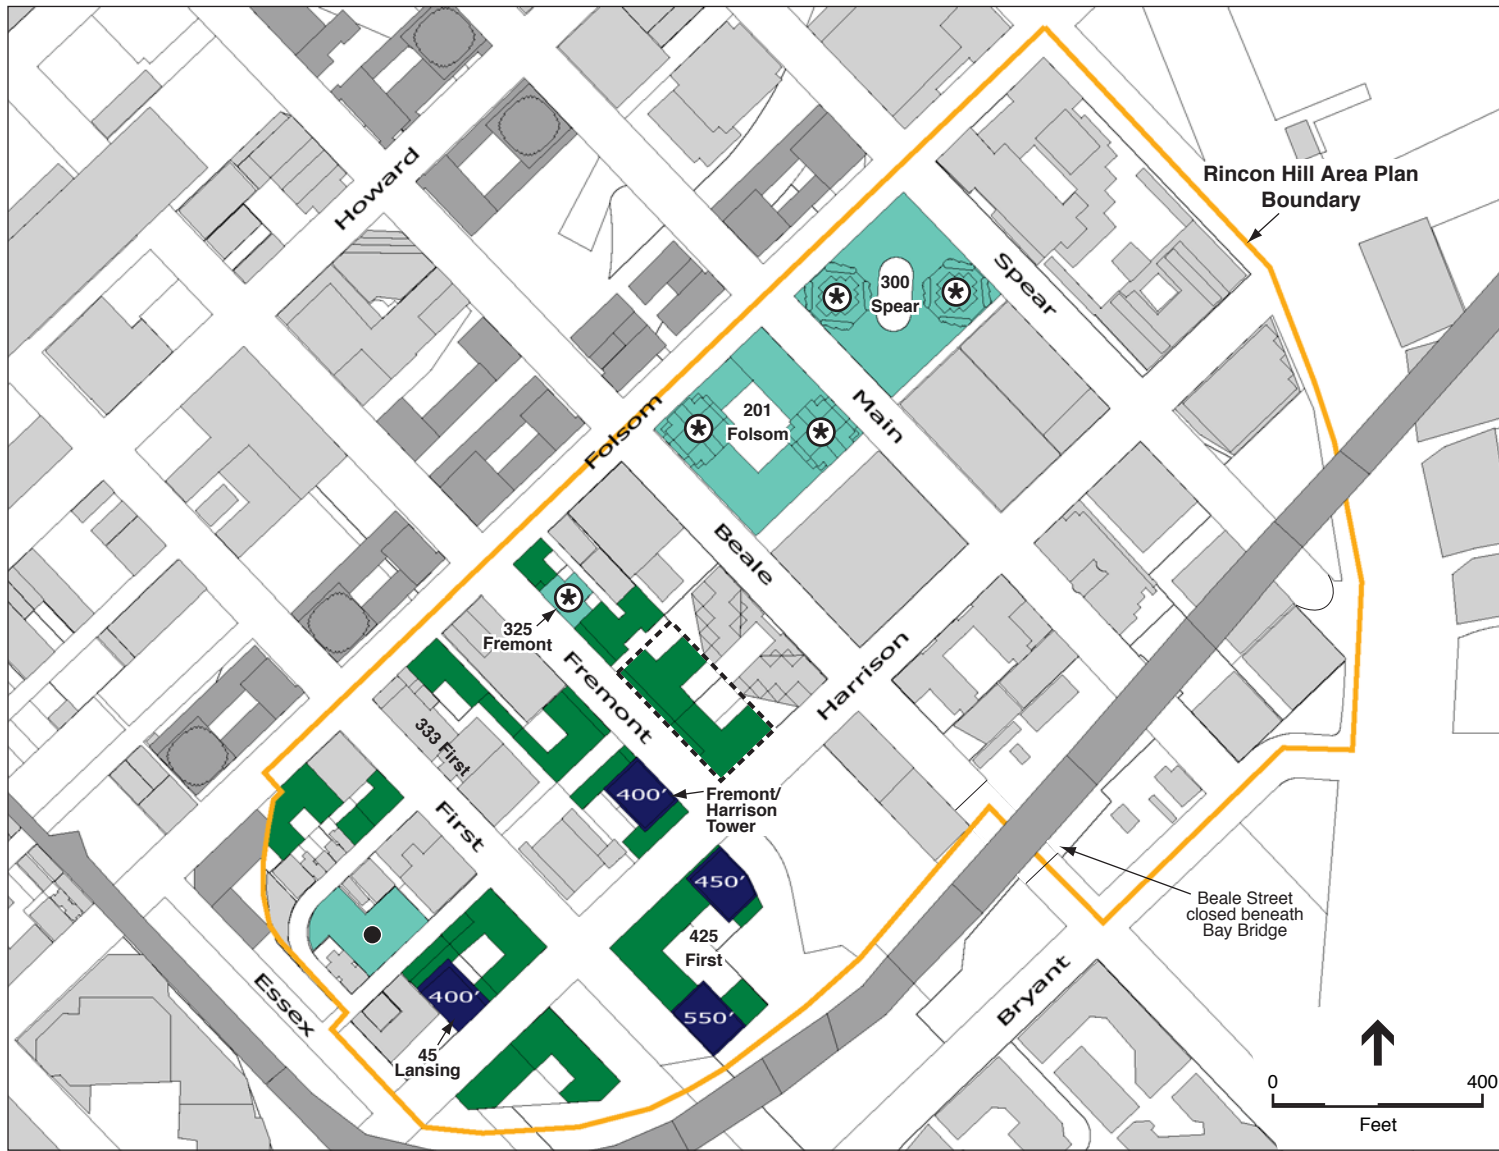 Howard
Rincon Hill Area Plan
Boundary
Spear
300
Spear
Main
201
Folsom
Folsom
Beale
325
Fremont
Fremont
Harrison
333 First
400'
Fremont/
Harrison
Tower
First
450'
425
First
Beale Street
closed beneath
Bay Bridge
400'
550'
Essex
45
Lansing
Bryant
0
400
Feet